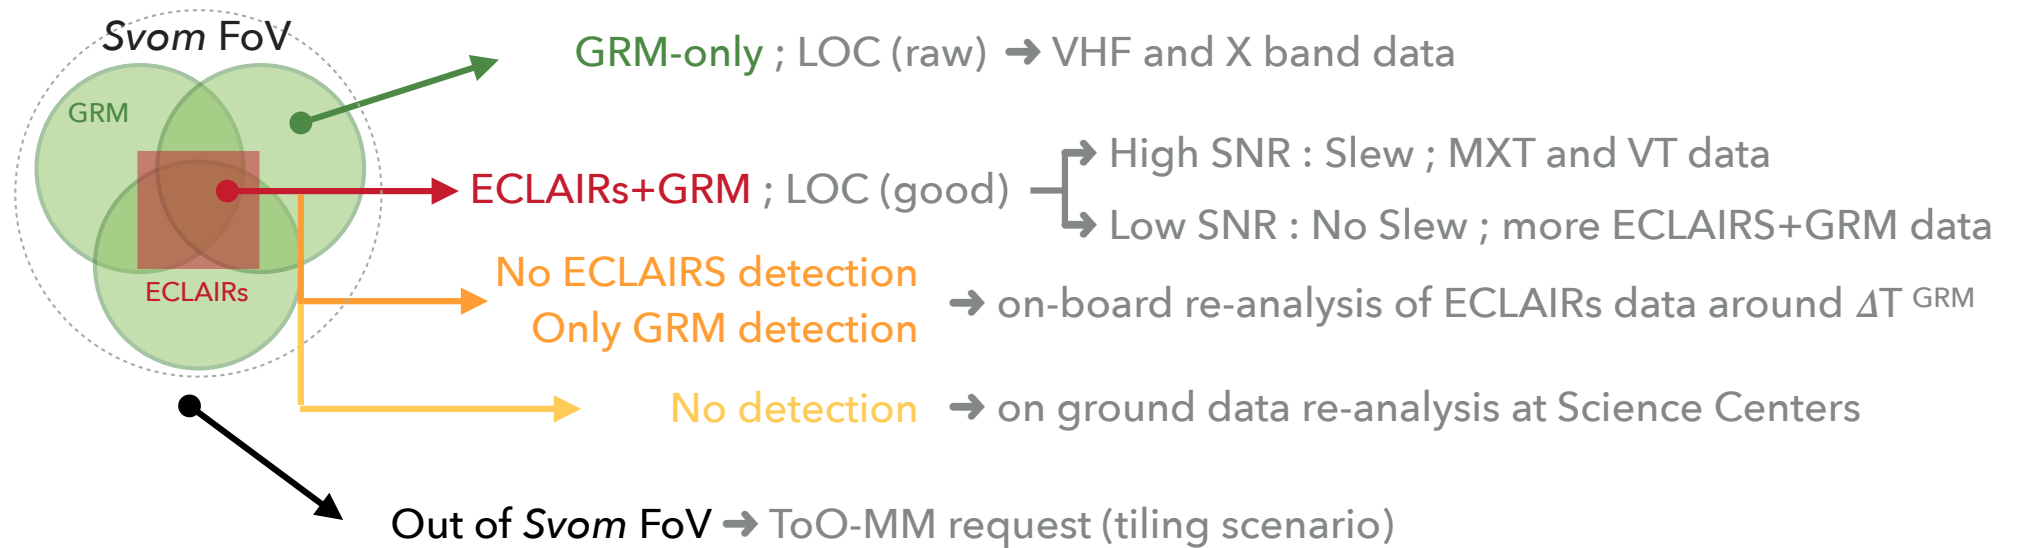 Svom FoV
GRM
ECLAIRs
GRM-only ; LOC (raw) ➔ VHF and X band data
ECLAIRs+GRM ; LOC (good)
High SNR : Slew ; MXT and VT data
Low SNR : No Slew ; more ECLAIRS+GRM data
No ECLAIRS detection
Only GRM detection
➔ on-board re-analysis of ECLAIRs data around ΔT GRM
No detection ➔ on ground data re-analysis at Science Centers
Out of Svom FoV ➔ ToO-MM request (tiling scenario)